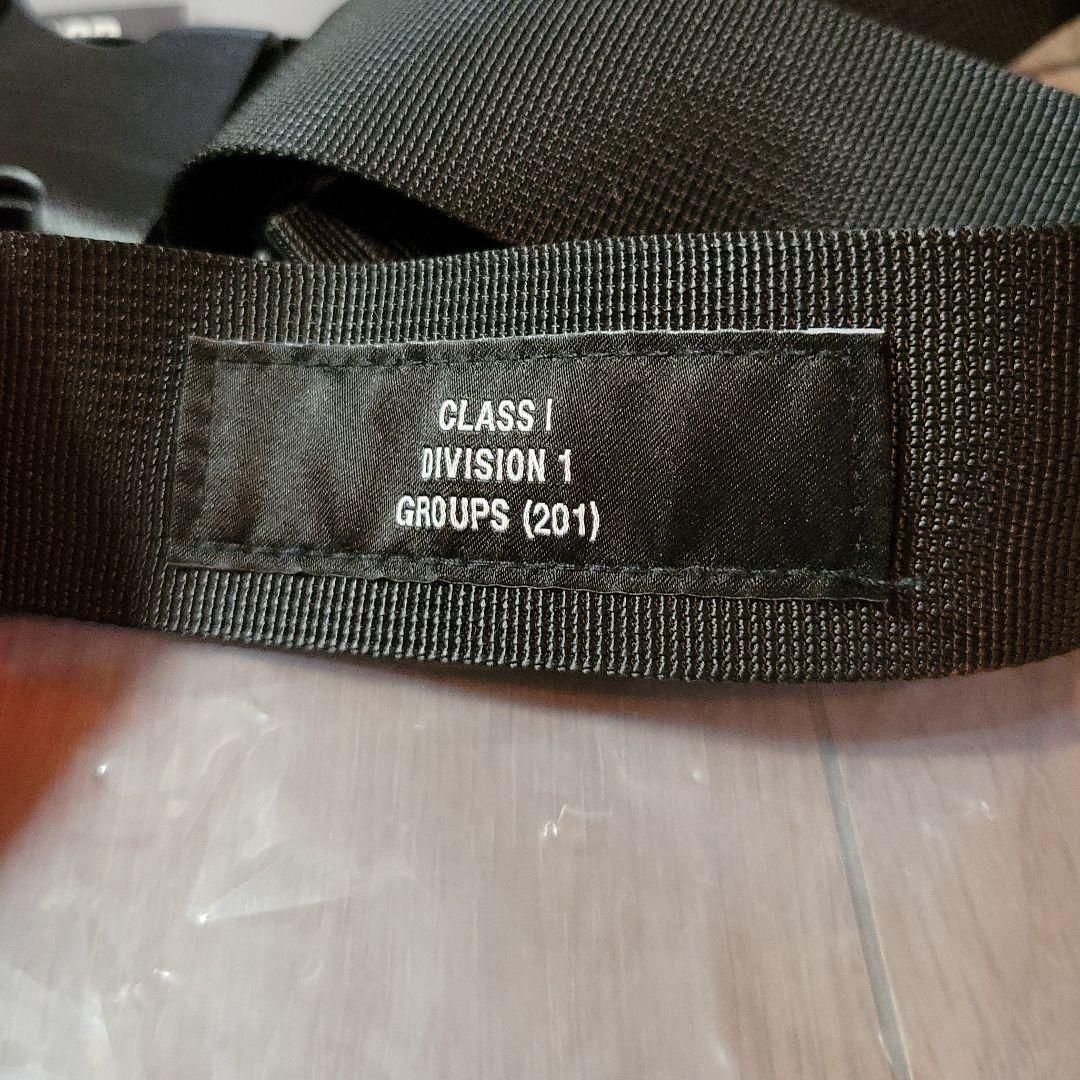 CLASS I
DIVISION 1
GROUPS (201)